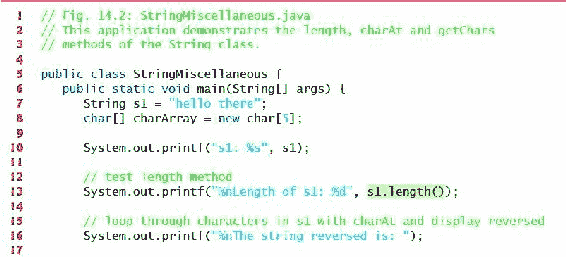 1 // Fig. 14.2: StringMiscellaneous.java
2 // This application demonstrates the length, charAt and getChars
3 // methods of the String class.
4
5 public class StringMiscellaneous {
6 public static void main(String[] args) {
7 String s1 = "hello there";
8 char[] charArray = new char[5];
9
10 System.out.printf("s1: %s", s1);
11
12 // test length method
13 System.out.printf("%nLength of s1: %d", s1.length());
14
15 // loop through characters in s1 with charAt and display reversed
16 System.out.printf("%nThe string reversed is: ");
17